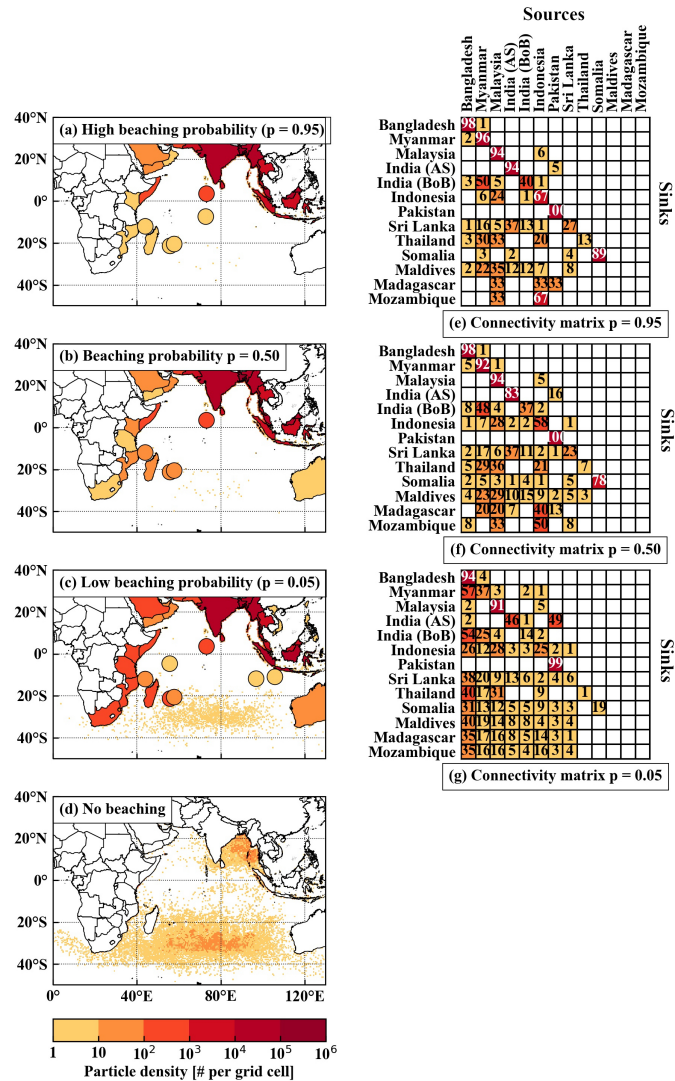 Sources
Bangladesh
Myanmar
Malaysia
India (AS)
India (BoB)
Indonesia
Pakistan
Sri Lanka
Thailand
Somalia
Maldives
Madagascar
Mozambique
40°N
(a) High beaching probability (p = 0.95)
20°N
0°
20°S
40°S
Bangladesh 98 1
Myanmar 2 96
Malaysia 94 6
India (AS) 94 5
India (BoB) 3 50 5 40 1
Indonesia 6 24 1 67
Pakistan 100
Sri Lanka 1 16 5 37 13 1 27
Thailand 3 30 33 20 13
Somalia 3 2 4 89
Maldives 2 22 35 12 12 7 8
Madagascar 33 33 33
Mozambique 33 67
Sinks
(e) Connectivity matrix p = 0.95
40°N
(b) Beaching probability p = 0.50
20°N
0°
20°S
40°S
Bangladesh 98 1
Myanmar 5 92 1
Malaysia 94 5
India (AS) 83 16
India (BoB) 8 48 4 37 2
Indonesia 1 7 28 2 2 58 1
Pakistan 100
Sri Lanka 2 17 6 37 11 2 1 23
Thailand 5 29 36 21 7
Somalia 2 5 3 1 4 1 5 78
Maldives 4 23 29 10 15 9 2 5 3
Madagascar 20 20 7 40 13
Mozambique 8 33 50 8
Sinks
(f) Connectivity matrix p = 0.50
40°N
(c) Low beaching probability (p = 0.05)
20°N
0°
20°S
40°S
Bangladesh 94 4
Myanmar 57 37 3 2 1
Malaysia 2 91 5
India (AS) 2 46 1 49
India (BoB) 54 25 4 14 2
Indonesia 26 12 28 3 3 25 2 1
Pakistan 99
Sri Lanka 38 20 9 13 6 2 4 6
Thailand 40 17 31 9 1
Somalia 31 13 12 5 5 9 3 3 19
Maldives 40 19 14 8 8 4 3 4
Madagascar 35 17 16 8 5 14 3 1
Mozambique 35 16 16 5 4 16 3 4
Sinks
(g) Connectivity matrix p = 0.05
40°N
(d) No beaching
20°N
0°
20°S
40°S
0° 40°E 80°E 120°E
1 10 10² 10³ 10⁴ 10⁵ 10⁶
Particle density [# per grid cell]